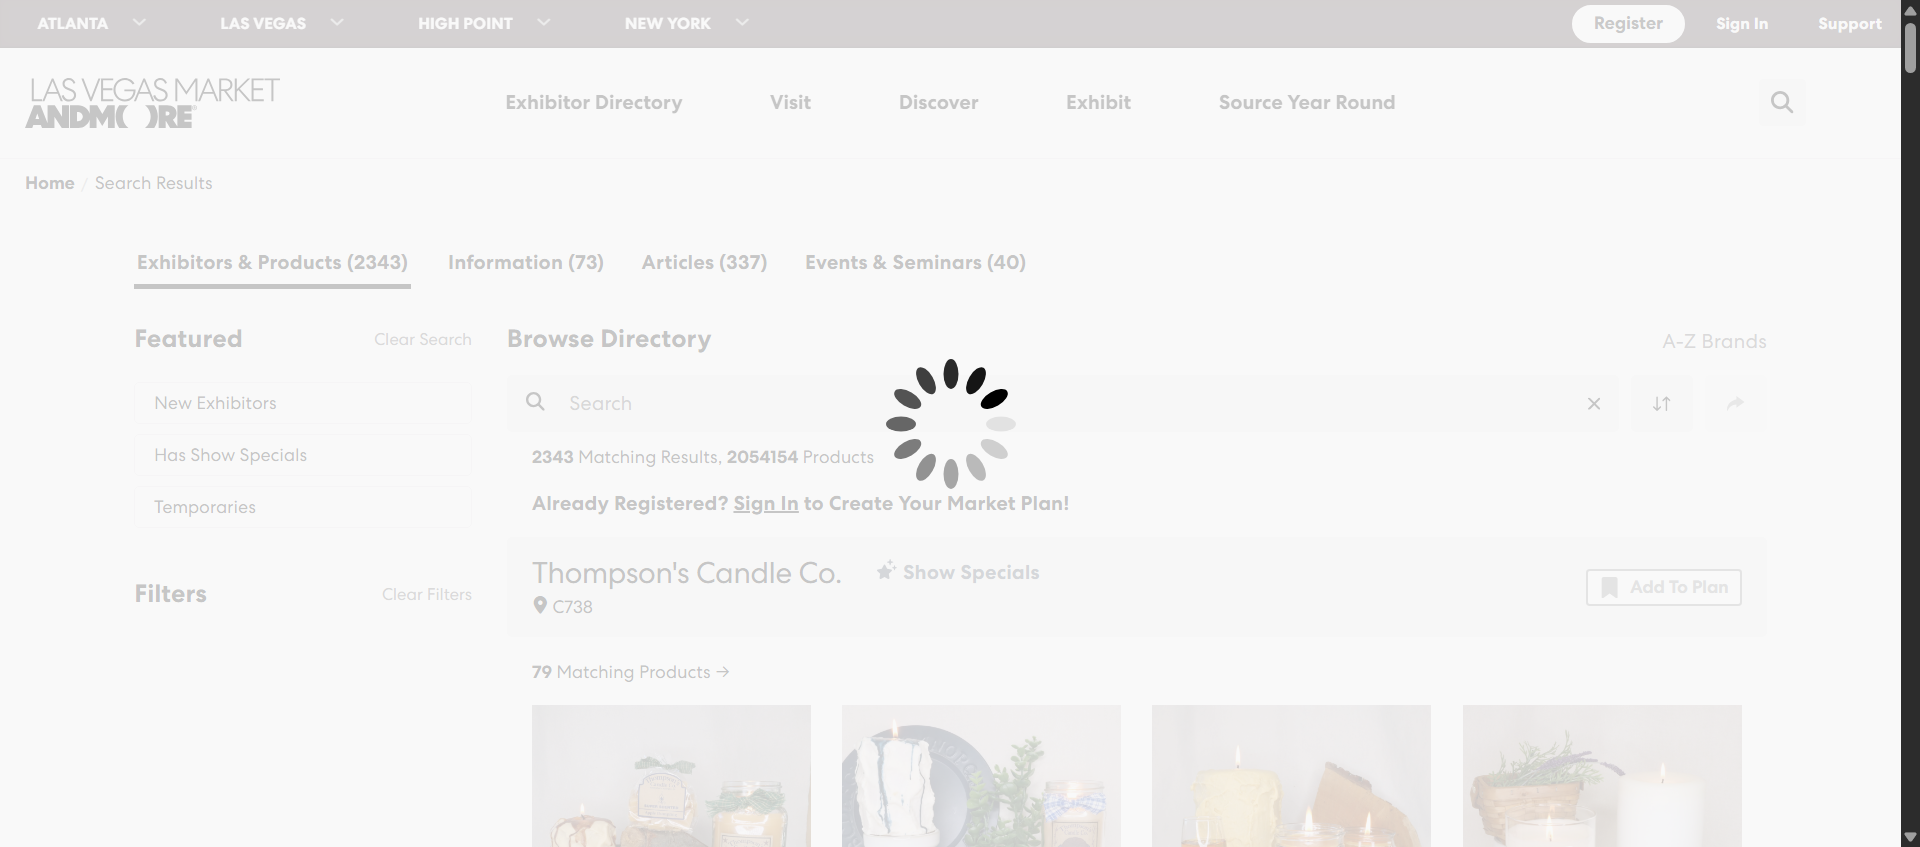 ATLANTA LAS VEGAS HIGH POINT NEW YORK Register Sign In Support
LAS VEGAS MARKET
ANDMORE
Exhibitor Directory Visit Discover Exhibit Source Year Round
Home / Search Results
Exhibitors & Products (2343) Information (73) Articles (337) Events & Seminars (40)
Featured Clear Search
New Exhibitors
Has Show Specials
Temporaries
Filters Clear Filters
Browse Directory A-Z Brands
Search
2343 Matching Results, 2054154 Products
Already Registered? Sign In to Create Your Market Plan!
Thompson's Candle Co. Show Specials
C738
Add To Plan
79 Matching Products →